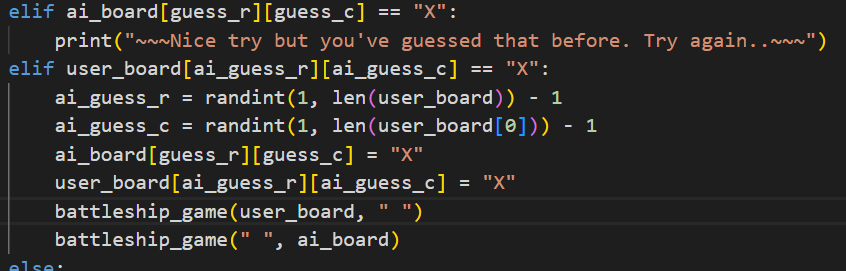 elif ai_board[guess_r][guess_c] == "X":
print("~~~Nice try but you've guessed that before. Try again..~~~")
elif user_board[ai_guess_r][ai_guess_c] == "X":
ai_guess_r = randint(1, len(user_board)) - 1
ai_guess_c = randint(1, len(user_board[0])) - 1
ai_board[guess_r][guess_c] = "X"
user_board[ai_guess_r][ai_guess_c] = "X"
battleship_game(user_board, " ")
battleship_game(" ", ai_board)
else: